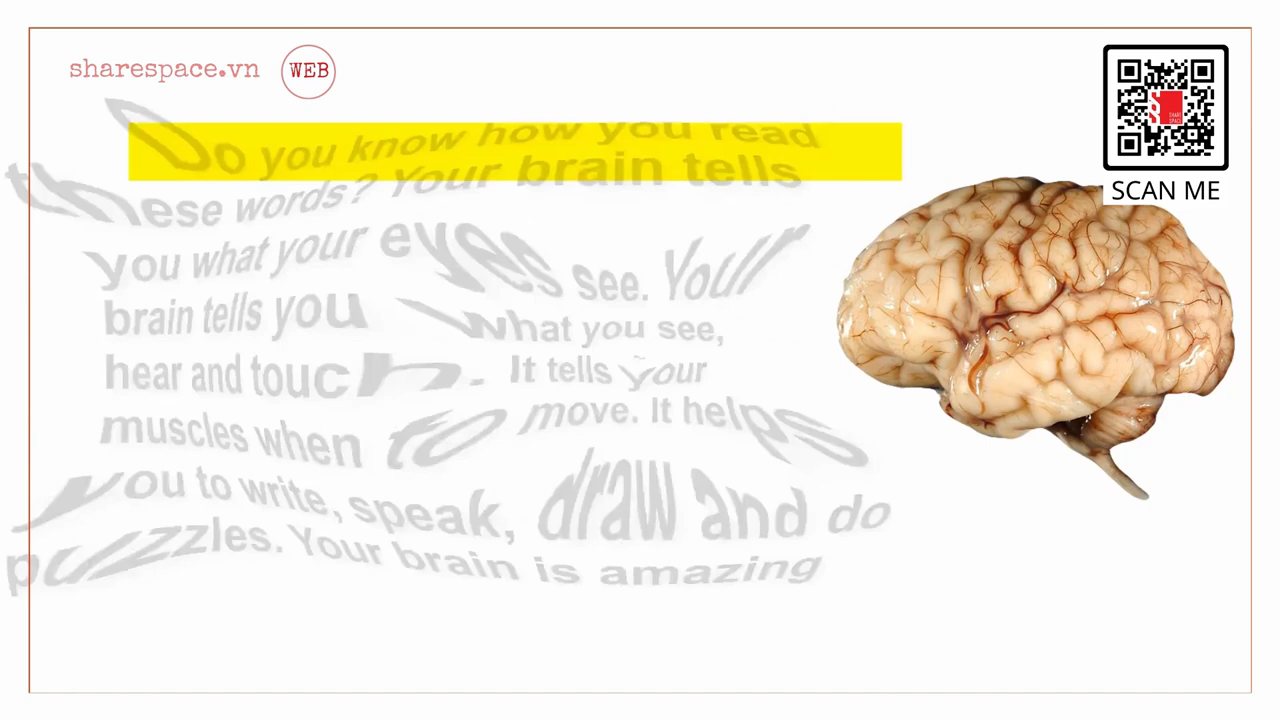 sharespace.vn WEB
SCAN ME
Do you know how you read
these words? Your brain tells
you what your eyes see. Your
brain tells you what you see,
hear and touch. It tells your
muscles when to move. It helps
you to write, speak, draw and do
puzzles. Your brain is amazing